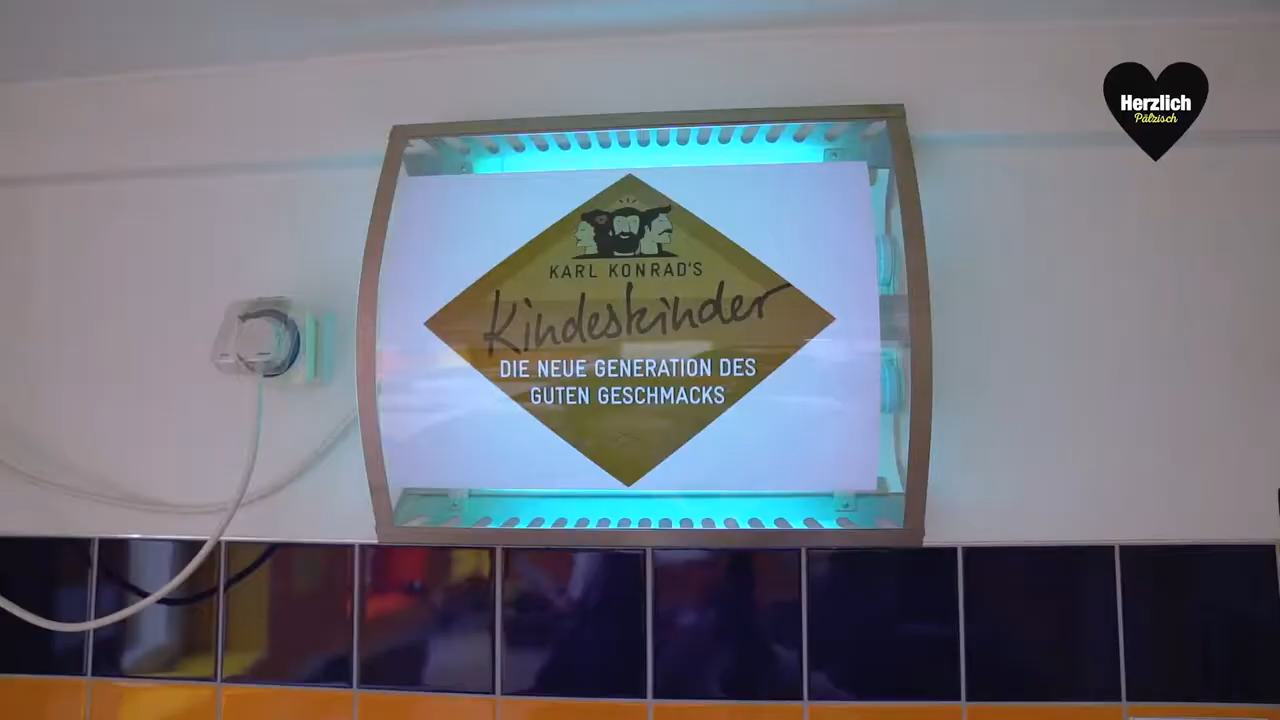 Herzlich
Pälzisch
KARL KONRAD'S
Kindeskinder
DIE NEUE GENERATION DES
GUTEN GESCHMACKS